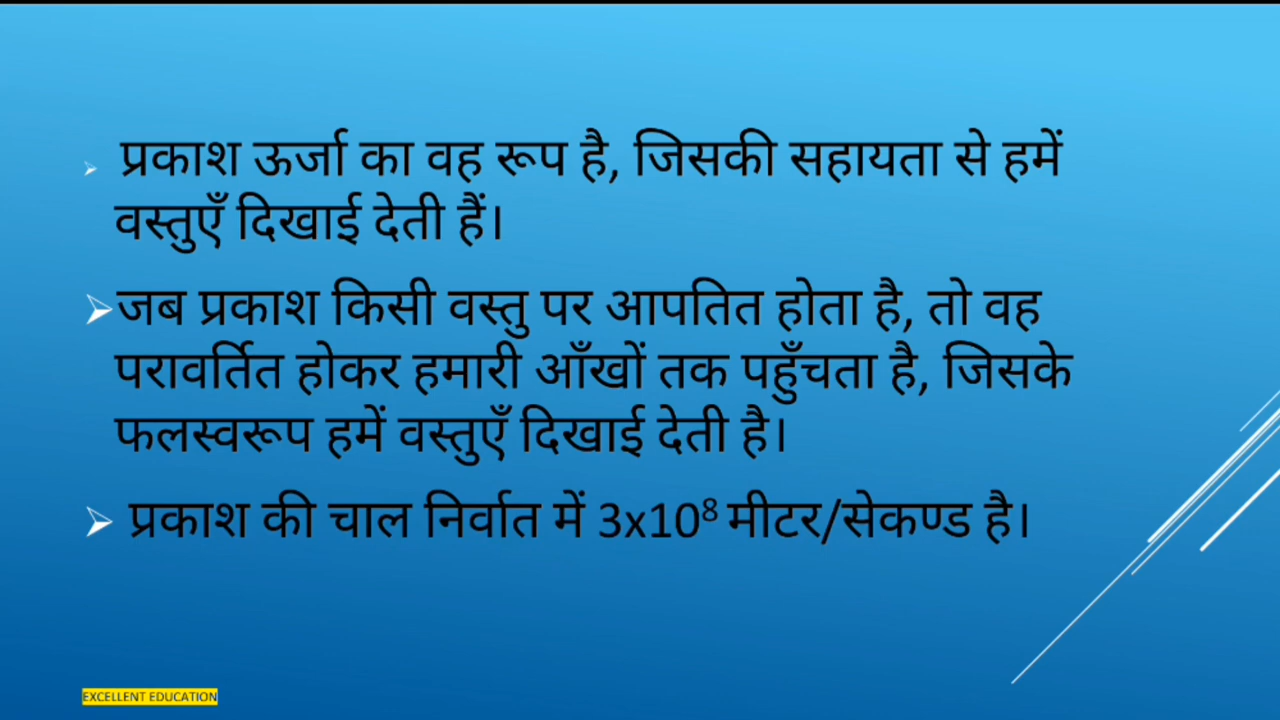 प्रकाश ऊर्जा का वह रूप है, जिसकी सहायता से हमें
वस्तुएँ दिखाई देती हैं।
जब प्रकाश किसी वस्तु पर आपतित होता है, तो वह
परावर्तित होकर हमारी आँखों तक पहुँचता है, जिसके
फलस्वरूप हमें वस्तुएँ दिखाई देती है।
प्रकाश की चाल निर्वात में 3x10⁸ मीटर/सेकण्ड है।
EXCELLENT EDUCATION